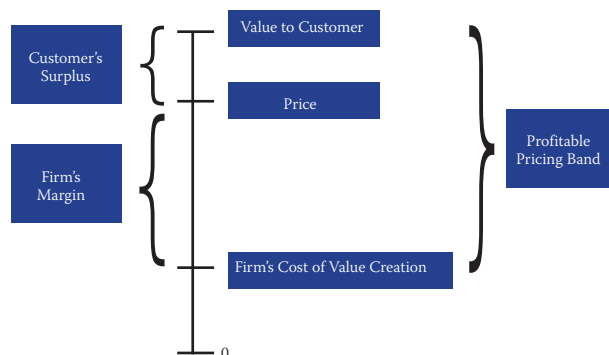 Value to Customer
Customer's
Surplus
Price
Profitable
Pricing Band
Firm's
Margin
Firm's Cost of Value Creation
0